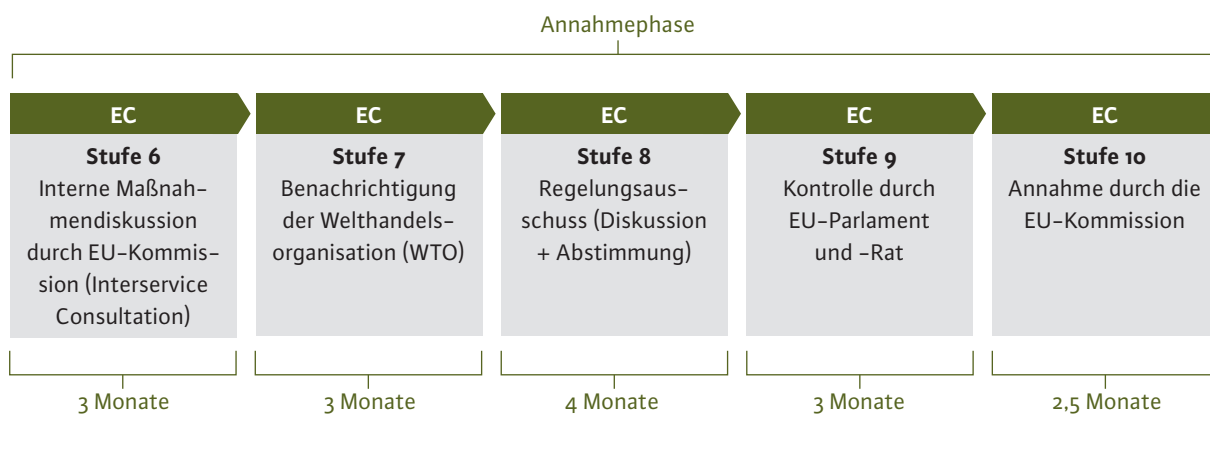 Annahmephase
EC
Stufe 6
Interne Maßnah-
mendiskussion
durch EU-Kommis-
sion (Interservice
Consultation)
3 Monate
EC
Stufe 7
Benachrichtigung
der Welthandels-
organisation (WTO)
3 Monate
EC
Stufe 8
Regelungsaus-
schuss (Diskussion
+ Abstimmung)
4 Monate
EC
Stufe 9
Kontrolle durch
EU-Parlament
und -Rat
3 Monate
EC
Stufe 10
Annahme durch die
EU-Kommission
2,5 Monate